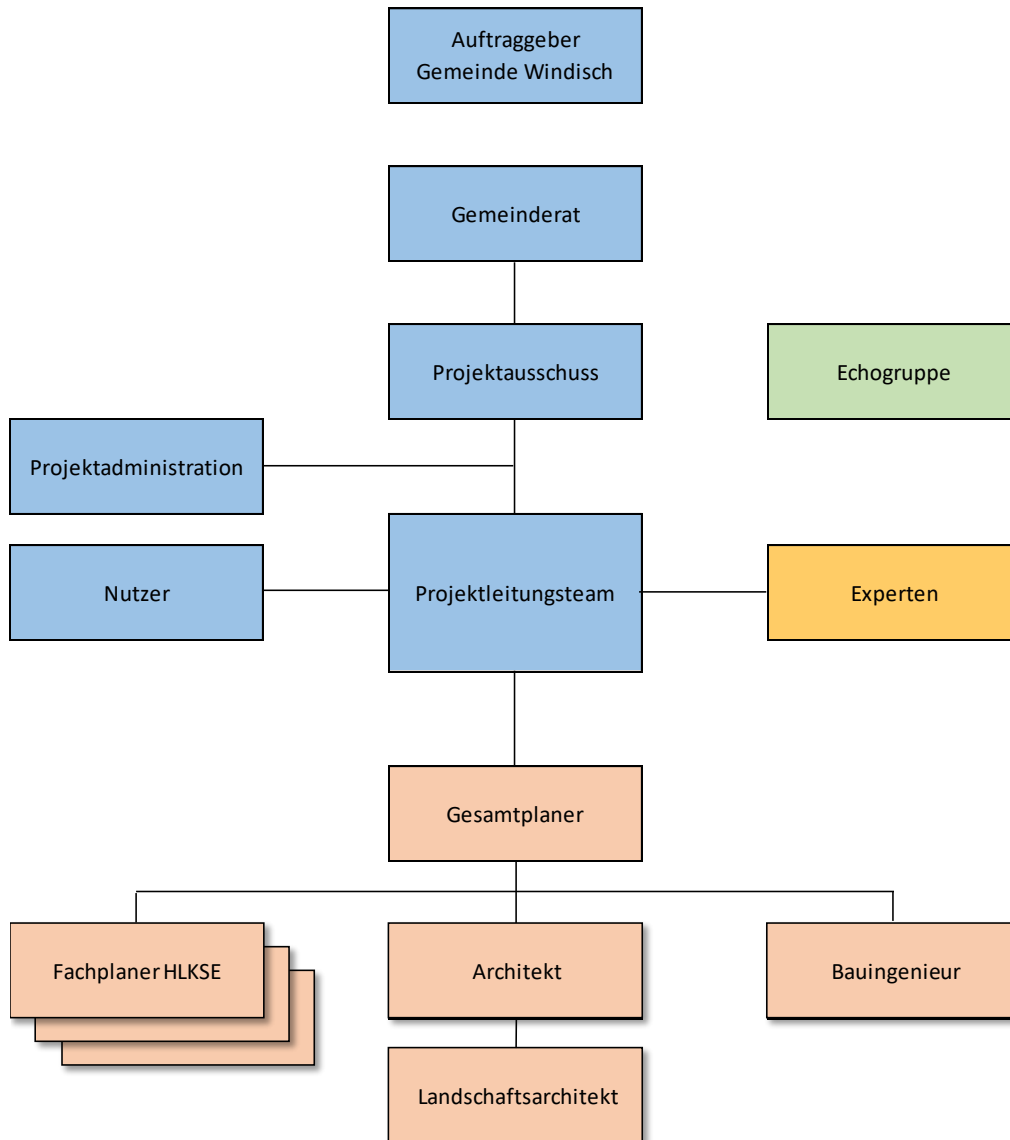 Auftraggeber
Gemeinde Windisch
Gemeinderat
Projektausschuss
Echogruppe
Projektadministration
Nutzer
Projektleitungsteam
Experten
Gesamtplaner
Fachplaner HLKSE
Architekt
Bauingenieur
Landschaftsarchitekt